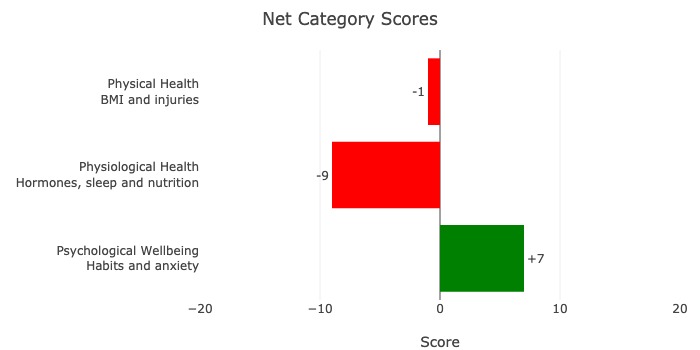 Net Category Scores
Physical Health
BMI and injuries
-1
Physiological Health
Hormones, sleep and nutrition
-9
Psychological Wellbeing
Habits and anxiety
+7
−20 −10 0 10 20
Score